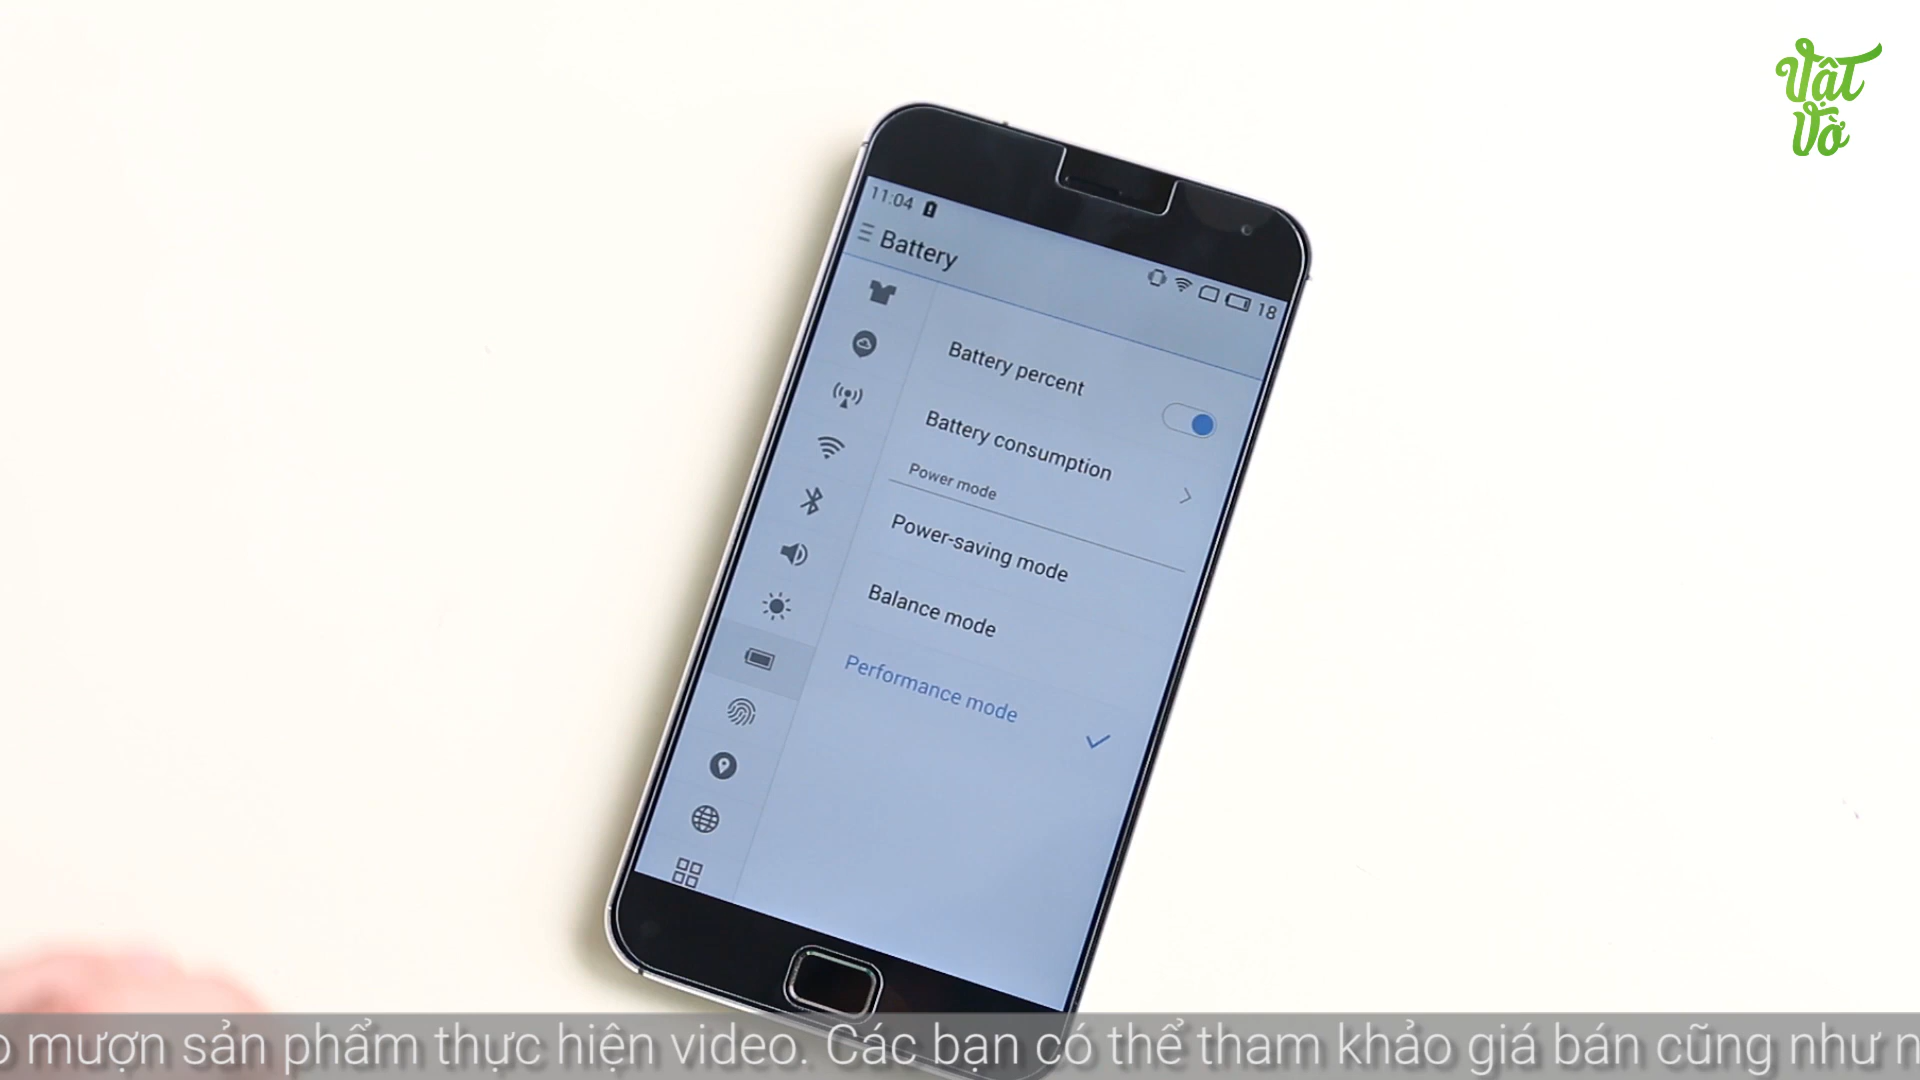 Vật
Vờ
11:04
18
Battery
Battery percent
Battery consumption
Power mode
Power-saving mode
Balance mode
Performance mode
mượn sản phẩm thực hiện video. Các bạn có thể tham khảo giá bán cũng như